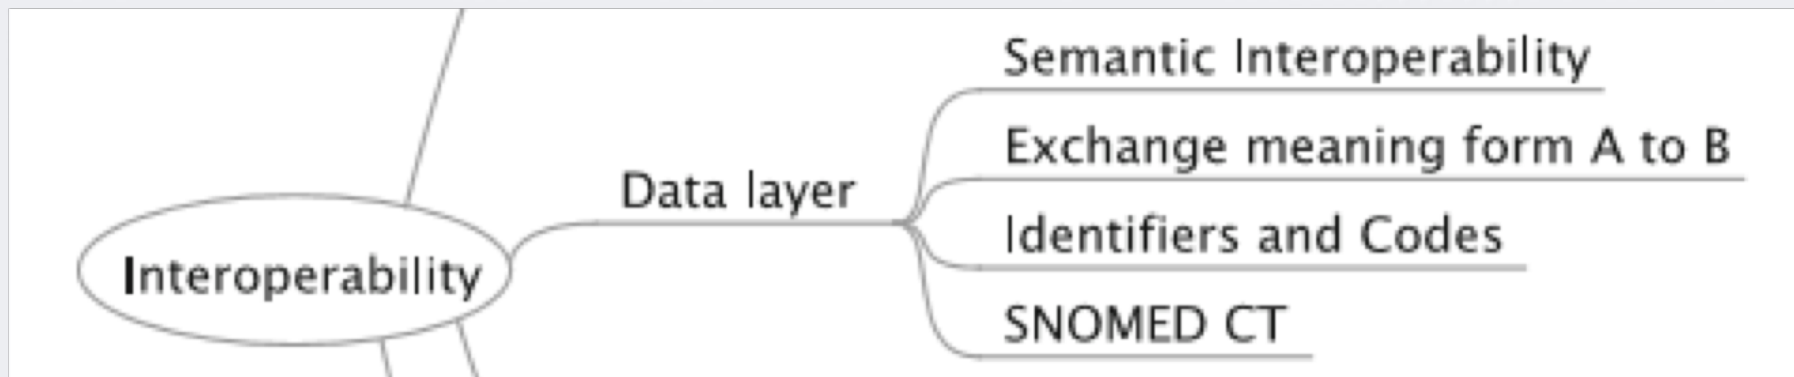 Semantic Interoperability
Exchange meaning form A to B
Data layer
Identifiers and Codes
Interoperability
SNOMED CT